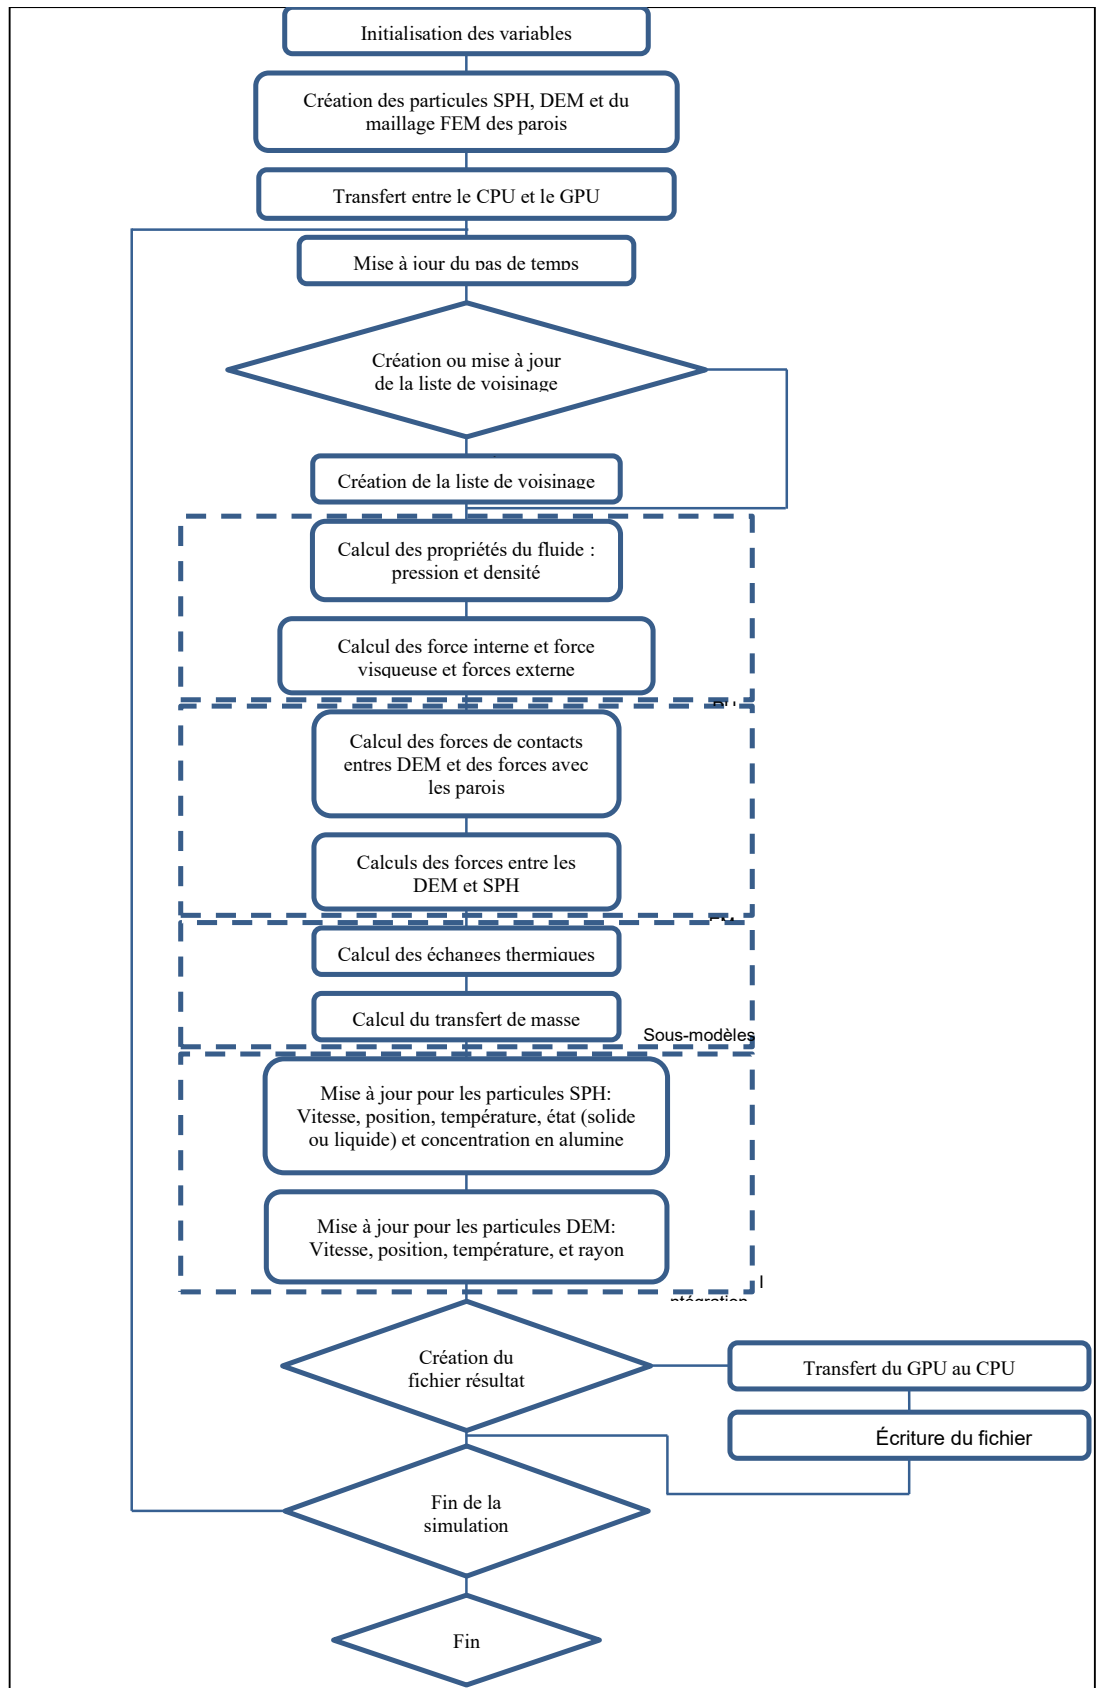 Initialisation des variables
Création des particules SPH, DEM et du
maillage FEM des parois
Transfert entre le CPU et le GPU
Mise à jour du pas de temps
Création ou mise à jour
de la liste de voisinage
Création de la liste de voisinage
Calcul des propriétés du fluide :
pression et densité
Calcul des force interne et force
visqueuse et forces externe
Calcul des forces de contacts
entres DEM et des forces avec
les parois
Calculs des forces entre les
DEM et SPH
Calcul des échanges thermiques
Calcul du transfert de masse
Sous-modèles
Mise à jour pour les particules SPH:
Vitesse, position, température, état (solide
ou liquide) et concentration en alumine
Mise à jour pour les particules DEM:
Vitesse, position, température, et rayon
I
ntégration
Création du
fichier résultat
Transfert du GPU au CPU
Écriture du fichier
Fin de la
simulation
Fin